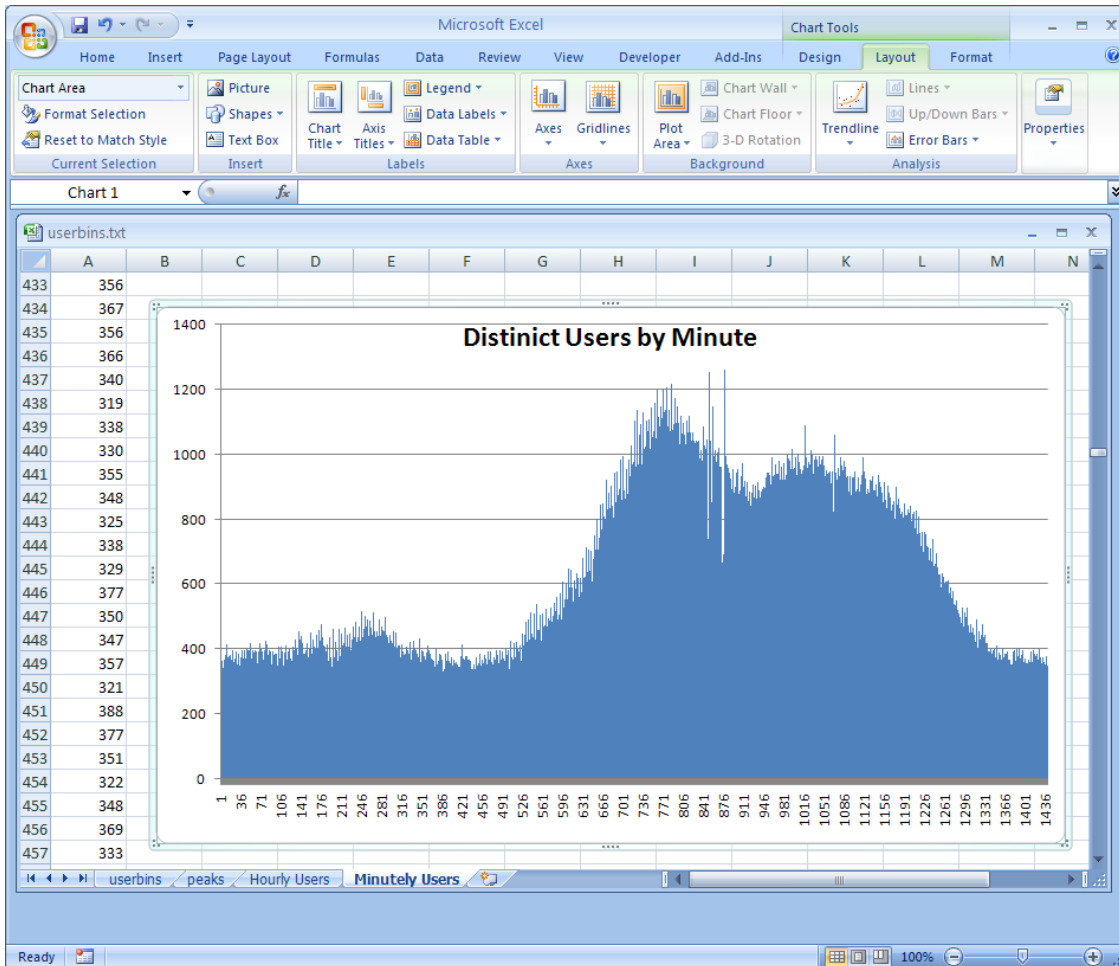 Microsoft Excel
Chart Tools
Home Insert Page Layout Formulas Data Review View Developer Add-Ins Design Layout Format
Chart Area
Format Selection
Reset to Match Style
Current Selection
Picture
Shapes
Text Box
Insert
Chart Title
Axis Titles
Legend
Data Labels
Data Table
Labels
Axes
Gridlines
Axes
Plot Area
Chart Wall
Chart Floor
3-D Rotation
Background
Trendline
Lines
Up/Down Bars
Error Bars
Analysis
Properties
Chart 1 fx
userbins.txt
A B C D E F G H I J K L M N
433 356
434 367
435 356
436 366
437 340
438 319
439 338
440 330
441 355
442 348
443 325
444 338
445 329
446 377
447 350
448 347
449 357
450 321
451 388
452 377
453 351
454 322
455 348
456 369
457 333
Distinict Users by Minute
1400
1200
1000
800
600
400
200
0
1 36 71 106 141 176 211 246 281 316 351 386 421 456 491 526 561 596 631 666 701 736 771 806 841 876 911 946 981 1016 1051 1086 1121 1156 1191 1226 1261 1296 1331 1366 1401 1436
userbins peaks Hourly Users Minutely Users
Ready 100%